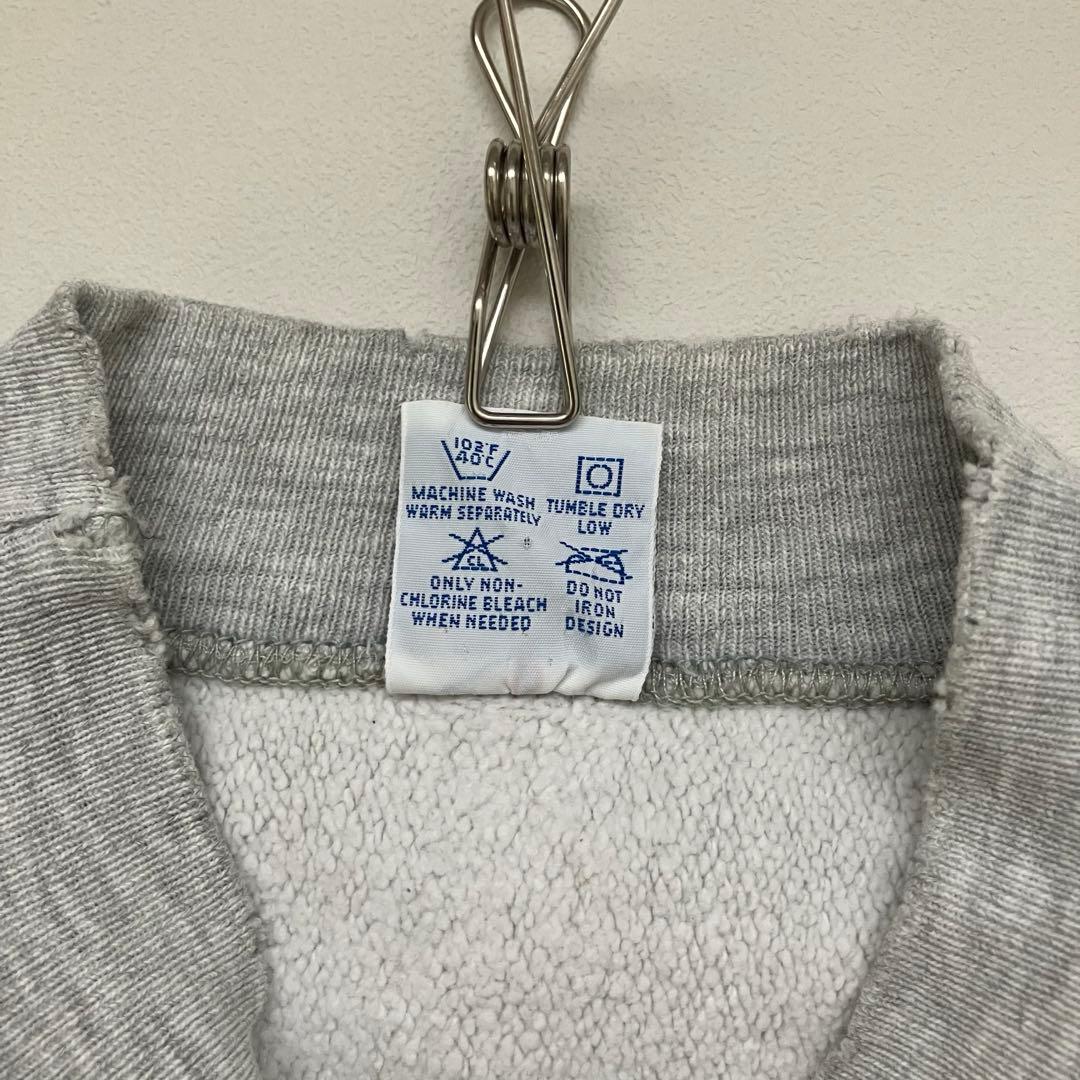 102°F
40°C
MACHINE WASH
WARM SEPARATELY
TUMBLE DRY
LOW
CL
ONLY NON-
CHLORINE BLEACH
WHEN NEEDED
DO NOT
IRON
DESIGN